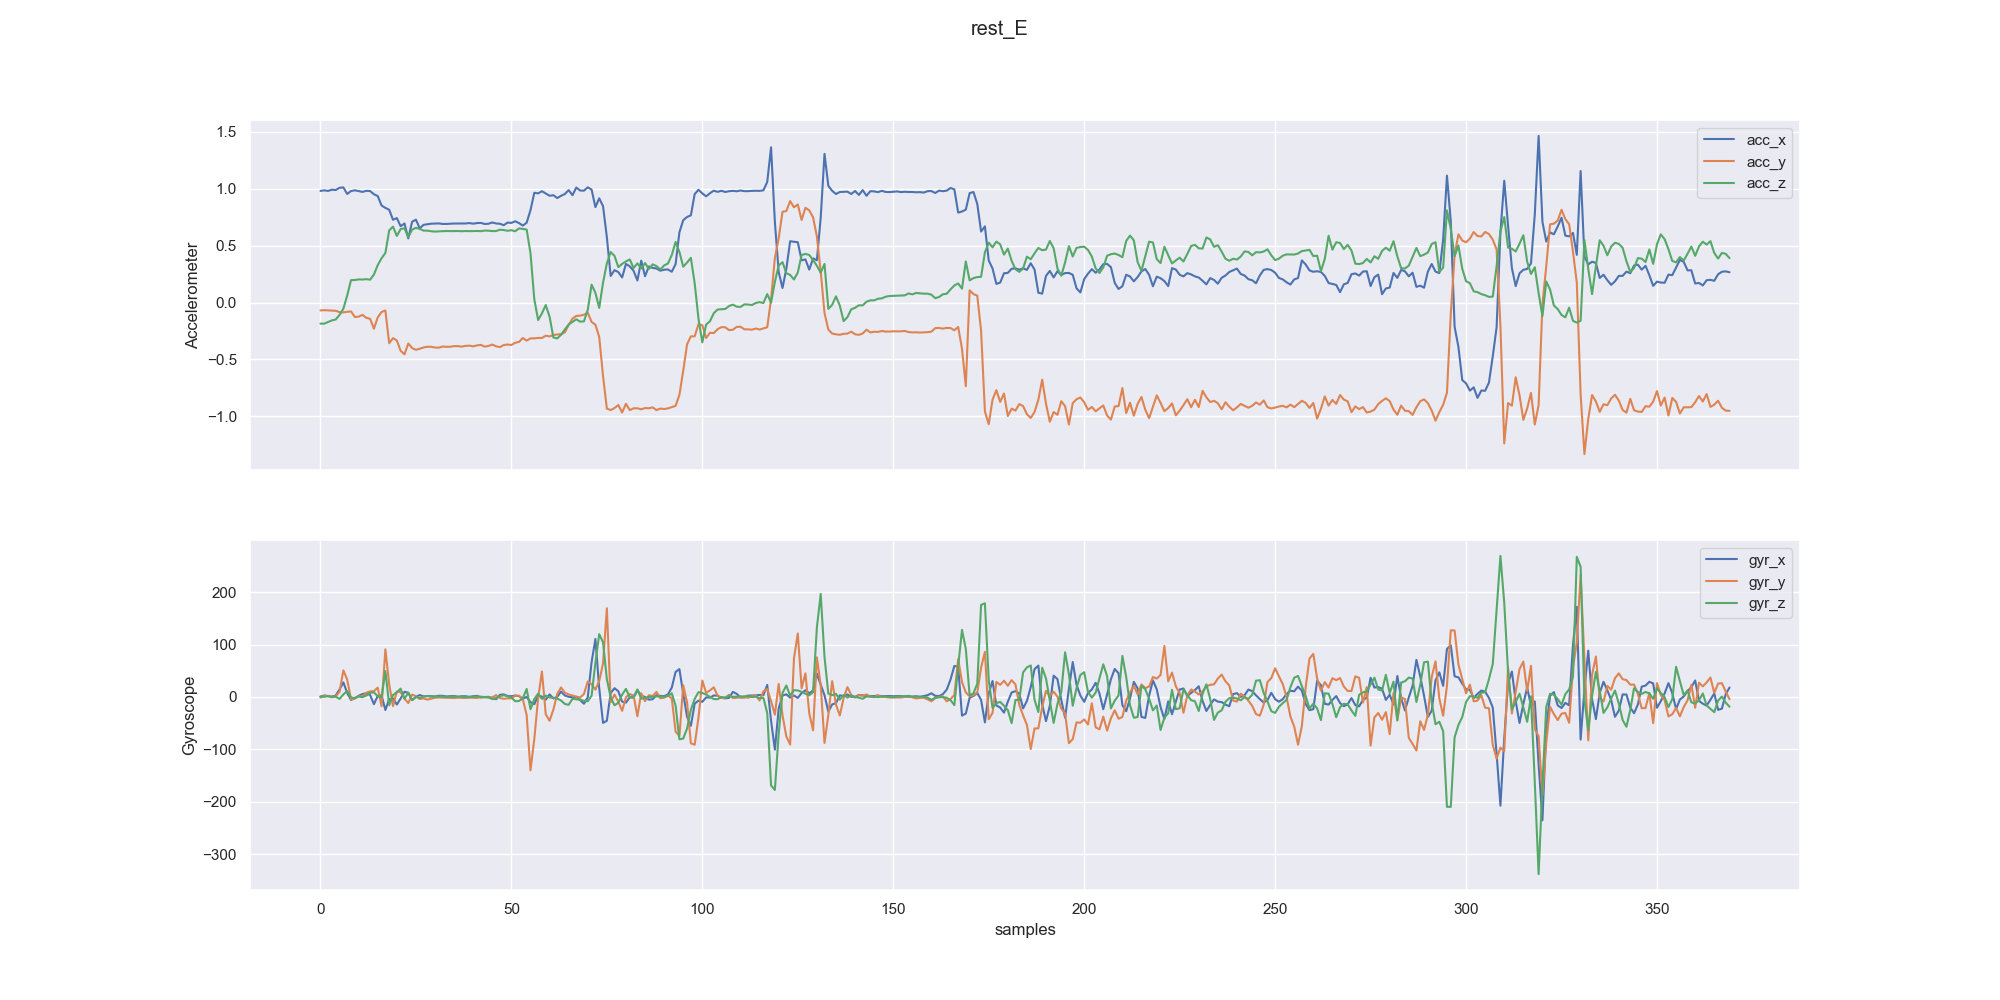 rest_E
1.5
1.0
0.5
0.0
−0.5
−1.0
Accelerometer
acc_x
acc_y
acc_z
200
100
0
−100
−200
−300
Gyroscope
gyr_x
gyr_y
gyr_z
0 50 100 150 200 250 300 350
samples